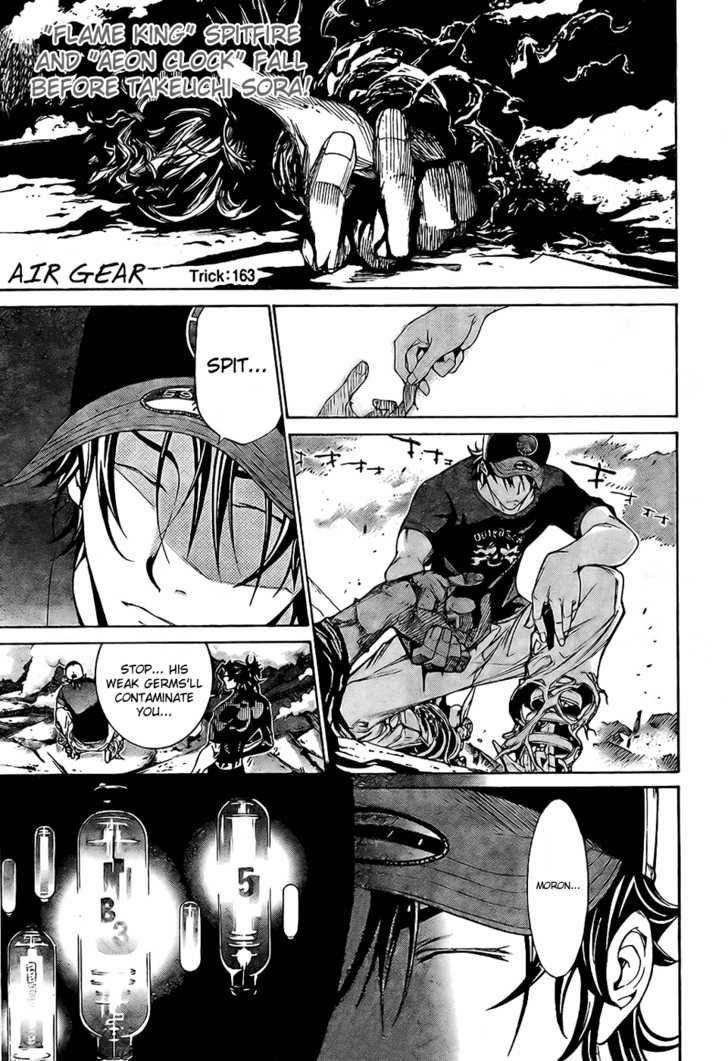 "FLAME KING" SPITFIRE
AND "AEON CLOCK" FALL
BEFORE TAKEUCHI SORA!
AIR GEAR
Trick:163
SPIT...
STOP... HIS
WEAK GERMS'LL
CONTAMINATE
YOU...
MORON...
B
3
5